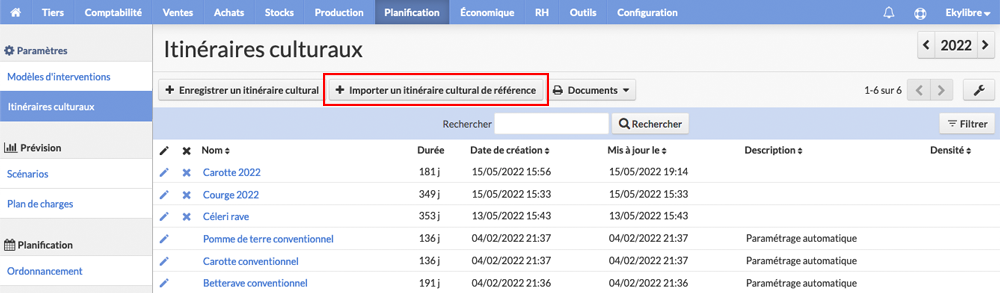 Tiers Comptabilité Ventes Achats Stocks Production Planification Économique RH Outils Configuration Ekylibre
Paramètres
Modèles d'interventions
Itinéraires culturaux
Prévision
Scénarios
Plan de charges
Planification
Ordonnancement
Itinéraires culturaux 2022
Enregistrer un itinéraire cultural Importer un itinéraire cultural de référence Documents 1-6 sur 6
Rechercher Rechercher Filtrer
Nom Durée Date de création Mis à jour le Description Densité
Carotte 2022 181 j 15/05/2022 15:56 15/05/2022 19:14
Courge 2022 349 j 15/05/2022 15:33 15/05/2022 15:33
Céleri rave 353 j 13/05/2022 15:43 13/05/2022 15:43
Pomme de terre conventionnel 136 j 04/02/2022 21:37 04/02/2022 21:37 Paramétrage automatique
Carotte conventionnel 136 j 04/02/2022 21:37 04/02/2022 21:37 Paramétrage automatique
Betterave conventionnel 191 j 04/02/2022 21:36 04/02/2022 21:36 Paramétrage automatique